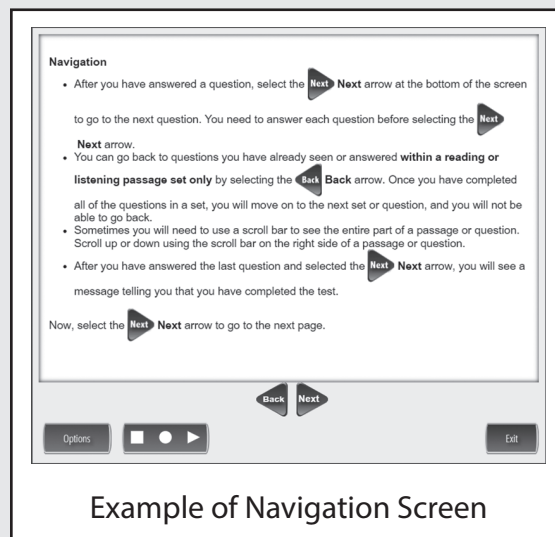 Navigation
• After you have answered a question, select the Next Next arrow at the bottom of the screen
to go to the next question. You need to answer each question before selecting the Next
Next arrow.
• You can go back to questions you have already seen or answered within a reading or
listening passage set only by selecting the Back Back arrow. Once you have completed
all of the questions in a set, you will move on to the next set or question, and you will not be
able to go back.
• Sometimes you will need to use a scroll bar to see the entire part of a passage or question.
Scroll up or down using the scroll bar on the right side of a passage or question.
• After you have answered the last question and selected the Next Next arrow, you will see a
message telling you that you have completed the test.
Now, select the Next Next arrow to go to the next page.
Back Next
Options Exit
Example of Navigation Screen